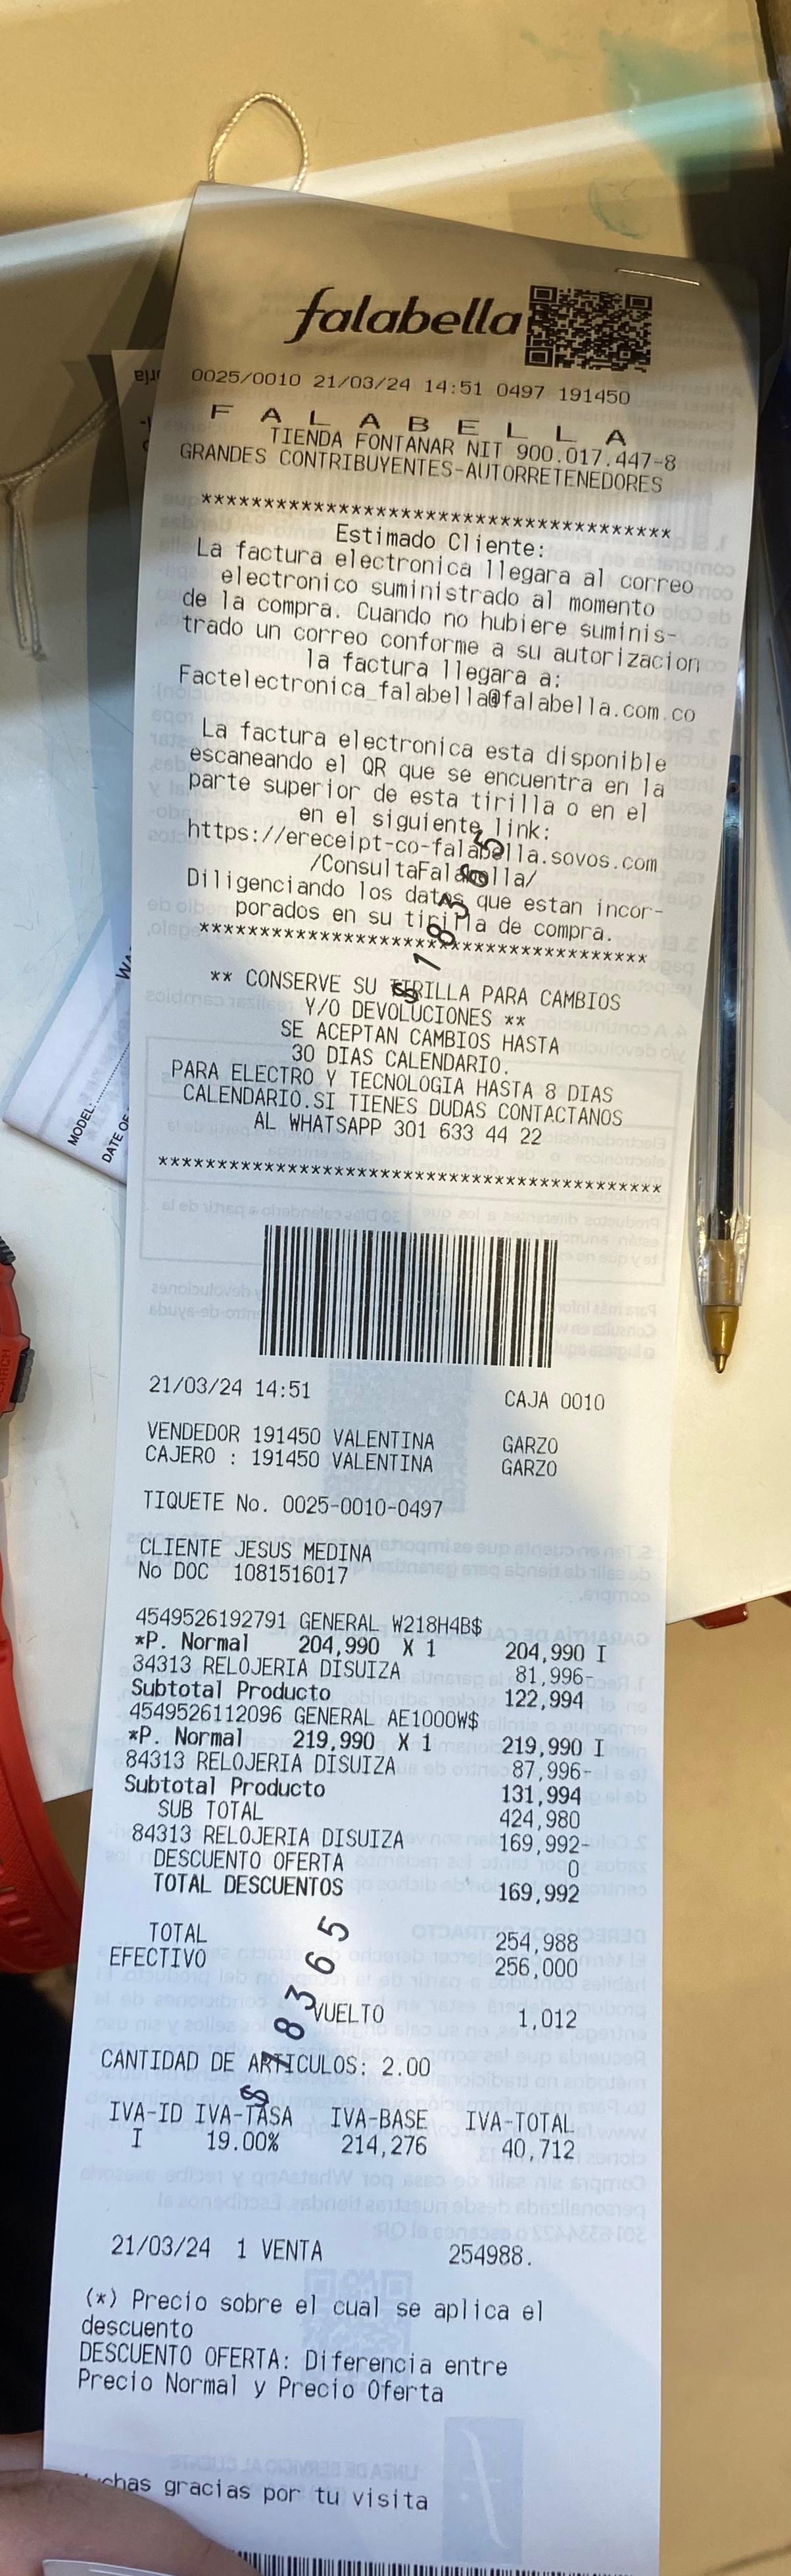 falabella
0025/0010 21/03/24 14:51 0497 191450
F A L A B E L L A
TIENDA FONTANAR NIT 900.017.447-8
GRANDES CONTRIBUYENTES-AUTORRETENEDORES
****************************************
Estimado Cliente:
La factura electronica llegara al correo
electronico suministrado al momento
de la compra. Cuando no hubiere suminis-
trado un correo conforme a su autorizacion
la factura llegara a:
Factelectronica_falabella@falabella.com.co
La factura electronica esta disponible
escaneando el QR que se encuentra en la
parte superior de esta tirilla o en el
en el siguiente link:
https://ereceipt-co-falabella.sovos.com
/ConsultaFalabella/
Diligenciando los datos que estan incor-
porados en su tirilla de compra.
****************************************
$ 18365
** CONSERVE SU TIRILLA PARA CAMBIOS
Y/O DEVOLUCIONES **
SE ACEPTAN CAMBIOS HASTA
30 DIAS CALENDARIO.
PARA ELECTRO Y TECNOLOGIA HASTA 8 DIAS
CALENDARIO.SI TIENES DUDAS CONTACTANOS
AL WHATSAPP 301 633 44 22
MODEL:
DATE OF
********************************************
21/03/24 14:51 CAJA 0010
VENDEDOR 191450 VALENTINA GARZO
CAJERO : 191450 VALENTINA GARZO
TIQUETE No. 0025-0010-0497
CLIENTE JESUS MEDINA
No DOC 1081516017
4549526192791 GENERAL W218H4B$
*P. Normal 204,990 X 1 204,990 I
34313 RELOJERIA DISUIZA 81,996-
Subtotal Producto 122,994
4549526112096 GENERAL AE1000W$
*P. Normal 219,990 X 1 219,990 I
84313 RELOJERIA DISUIZA 87,996-
Subtotal Producto 131,994
SUB TOTAL 424,980
84313 RELOJERIA DISUIZA 169,992-
DESCUENTO OFERTA 0
TOTAL DESCUENTOS 169,992
TOTAL 254,988
EFECTIVO 256,000
VUELTO 1,012
$ 18365
CANTIDAD DE ARTICULOS: 2.00
IVA-ID IVA-TASA IVA-BASE IVA-TOTAL
I 19.00% 214,276 40,712
21/03/24 1 VENTA 254988.
(*) Precio sobre el cual se aplica el
descuento
DESCUENTO OFERTA: Diferencia entre
Precio Normal y Precio Oferta
gracias por tu visita